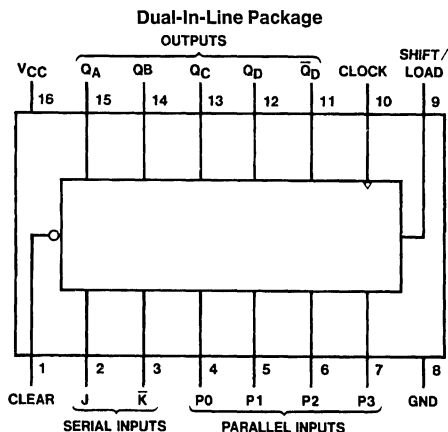 Dual-In-Line Package
OUTPUTS
VCC QA QB QC QD Q̅D CLOCK SHIFT/
LOAD
16 15 14 13 12 11 10 9
1 2 3 4 5 6 7 8
CLEAR J K̅ P0 P1 P2 P3 GND
SERIAL INPUTS PARALLEL INPUTS